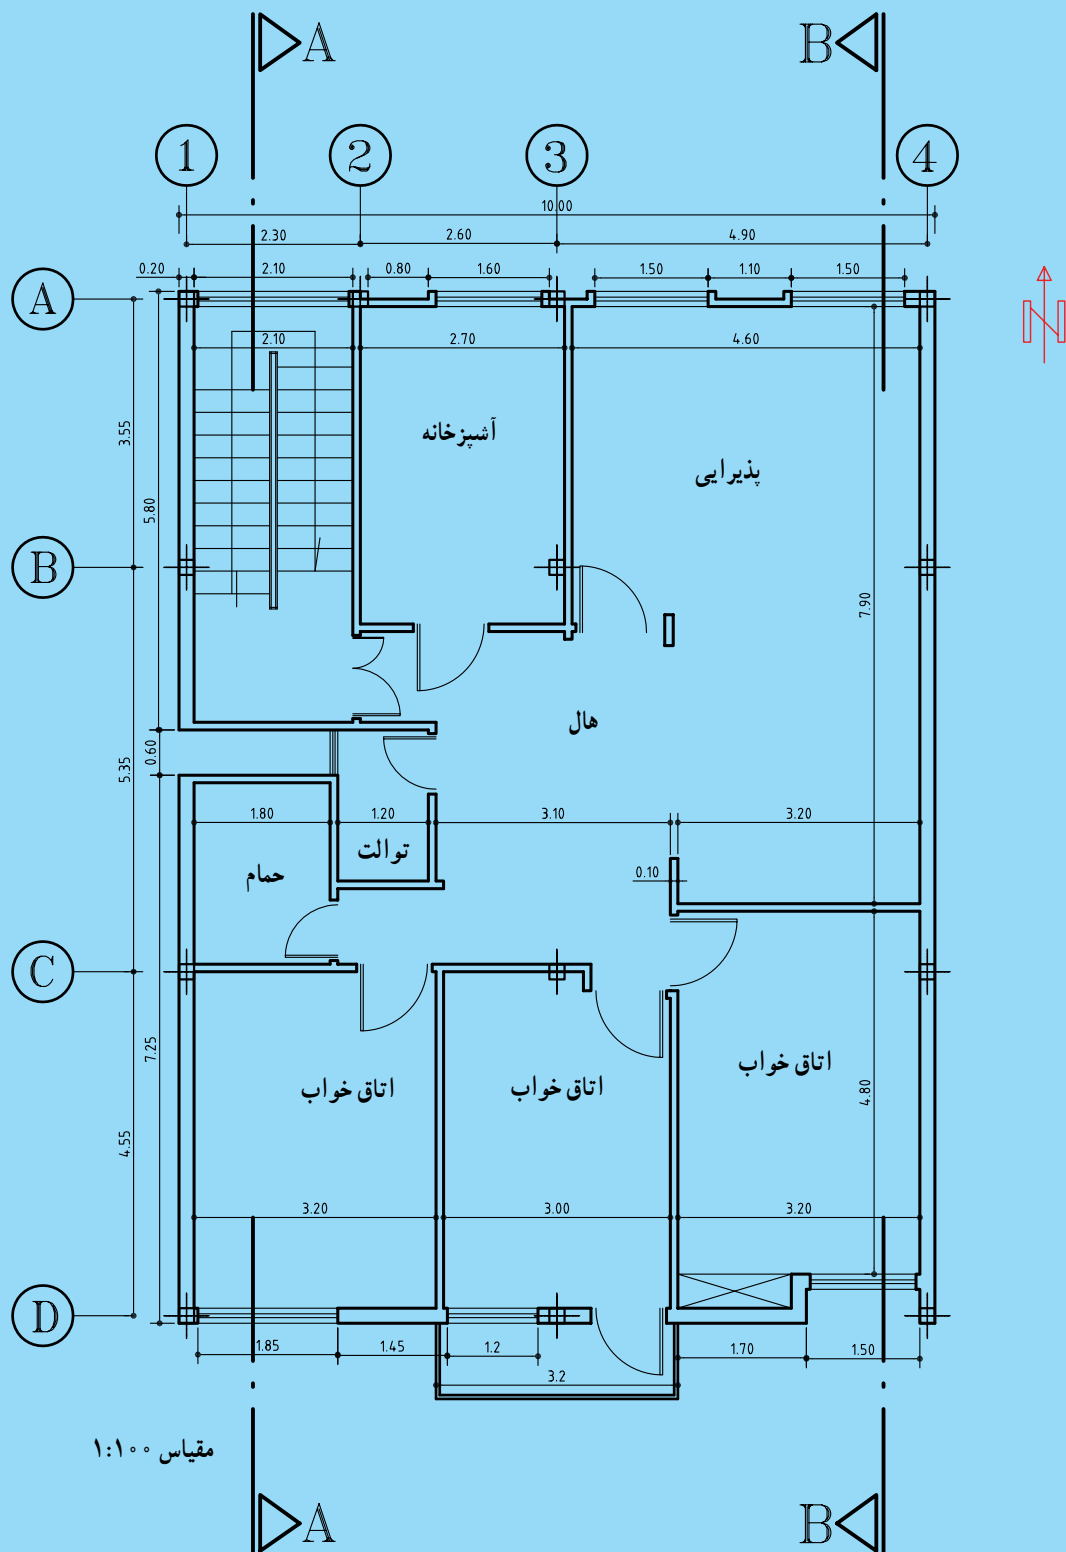 A B
1 2 3 4
10.00
2.30 2.60 4.90
0.20 2.10 0.80 1.60 1.50 1.10 1.50
A
N
2.10 2.70 4.60
3.55
آشپزخانه
پذیرایی
5.80
B
7.90
هال
0.60
5.35
1.80 1.20 3.10 3.20
توالت
حمام
0.10
C
7.25
اتاق خواب
اتاق خواب
اتاق خواب
4.80
4.55
3.20 3.00 3.20
D
1.85 1.45 1.2 1.70 1.50
3.2
مقیاس ۱:۱۰۰
A B